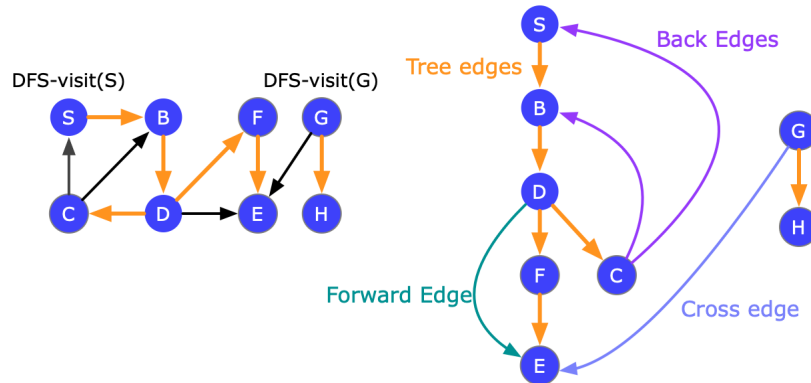 DFS-visit(S)
DFS-visit(G)
S
B
F
G
C
D
E
H
S
Back Edges
Tree edges
B
G
D
H
F
C
Forward Edge
Cross edge
E